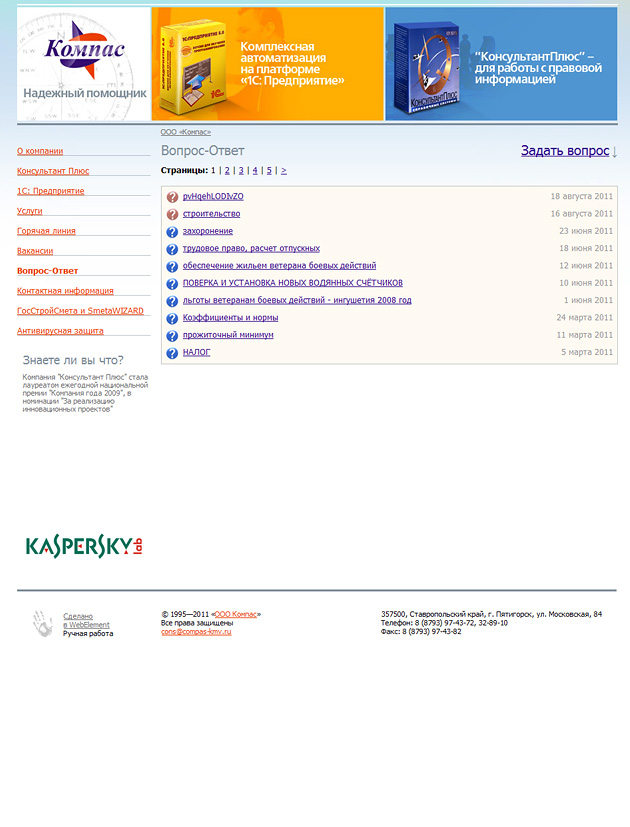 Компас
Надежный помощник
1С:ПРЕДПРИЯТИЕ 8.0
1С
Комплексная
автоматизация
на платформе
«1С: Предприятие»
КОНСУЛЬТАНТПЛЮС
"КонсультантПлюс" –
для работы с правовой
информацией
ООО «Компас»
О компании
Консультант Плюс
1С: Предприятие
Услуги
Горячая линия
Вакансии
Вопрос-Ответ
Контактная информация
ГосСтройСмета и SmetaWIZARD
Антивирусная защита
Знаете ли вы что?
Компания "Консультант Плюс" стала
лауреатом ежегодной национальной
премии "Компания года 2009", в
номинации "За реализацию
инновационных проектов"
KASPERSKY lab
Вопрос-Ответ
Задать вопрос ↓
Страницы: 1 | 2 | 3 | 4 | 5 | >
pvHqehLODJvZO 18 августа 2011
строительство 16 августа 2011
захоронение 23 июня 2011
трудовое право, расчет отпускных 18 июня 2011
обеспечение жильем ветерана боевых действий 12 июня 2011
ПОВЕРКА И УСТАНОВКА НОВЫХ ВОДЯННЫХ СЧЁТЧИКОВ 10 июня 2011
льготы ветеранам боевых действий - ингушетия 2008 год 1 июня 2011
Коэффициенты и нормы 24 марта 2011
прожиточный минимум 11 марта 2011
НАЛОГ 5 марта 2011
Сделано
в WebElement
Ручная работа
© 1995—2011 «ООО Компас»
Все права защищены
cons@compas-kmv.ru
357500, Ставропольский край, г. Пятигорск, ул. Московская, 84
Телефон: 8 (8793) 97-43-72, 32-89-10
Факс: 8 (8793) 97-43-82